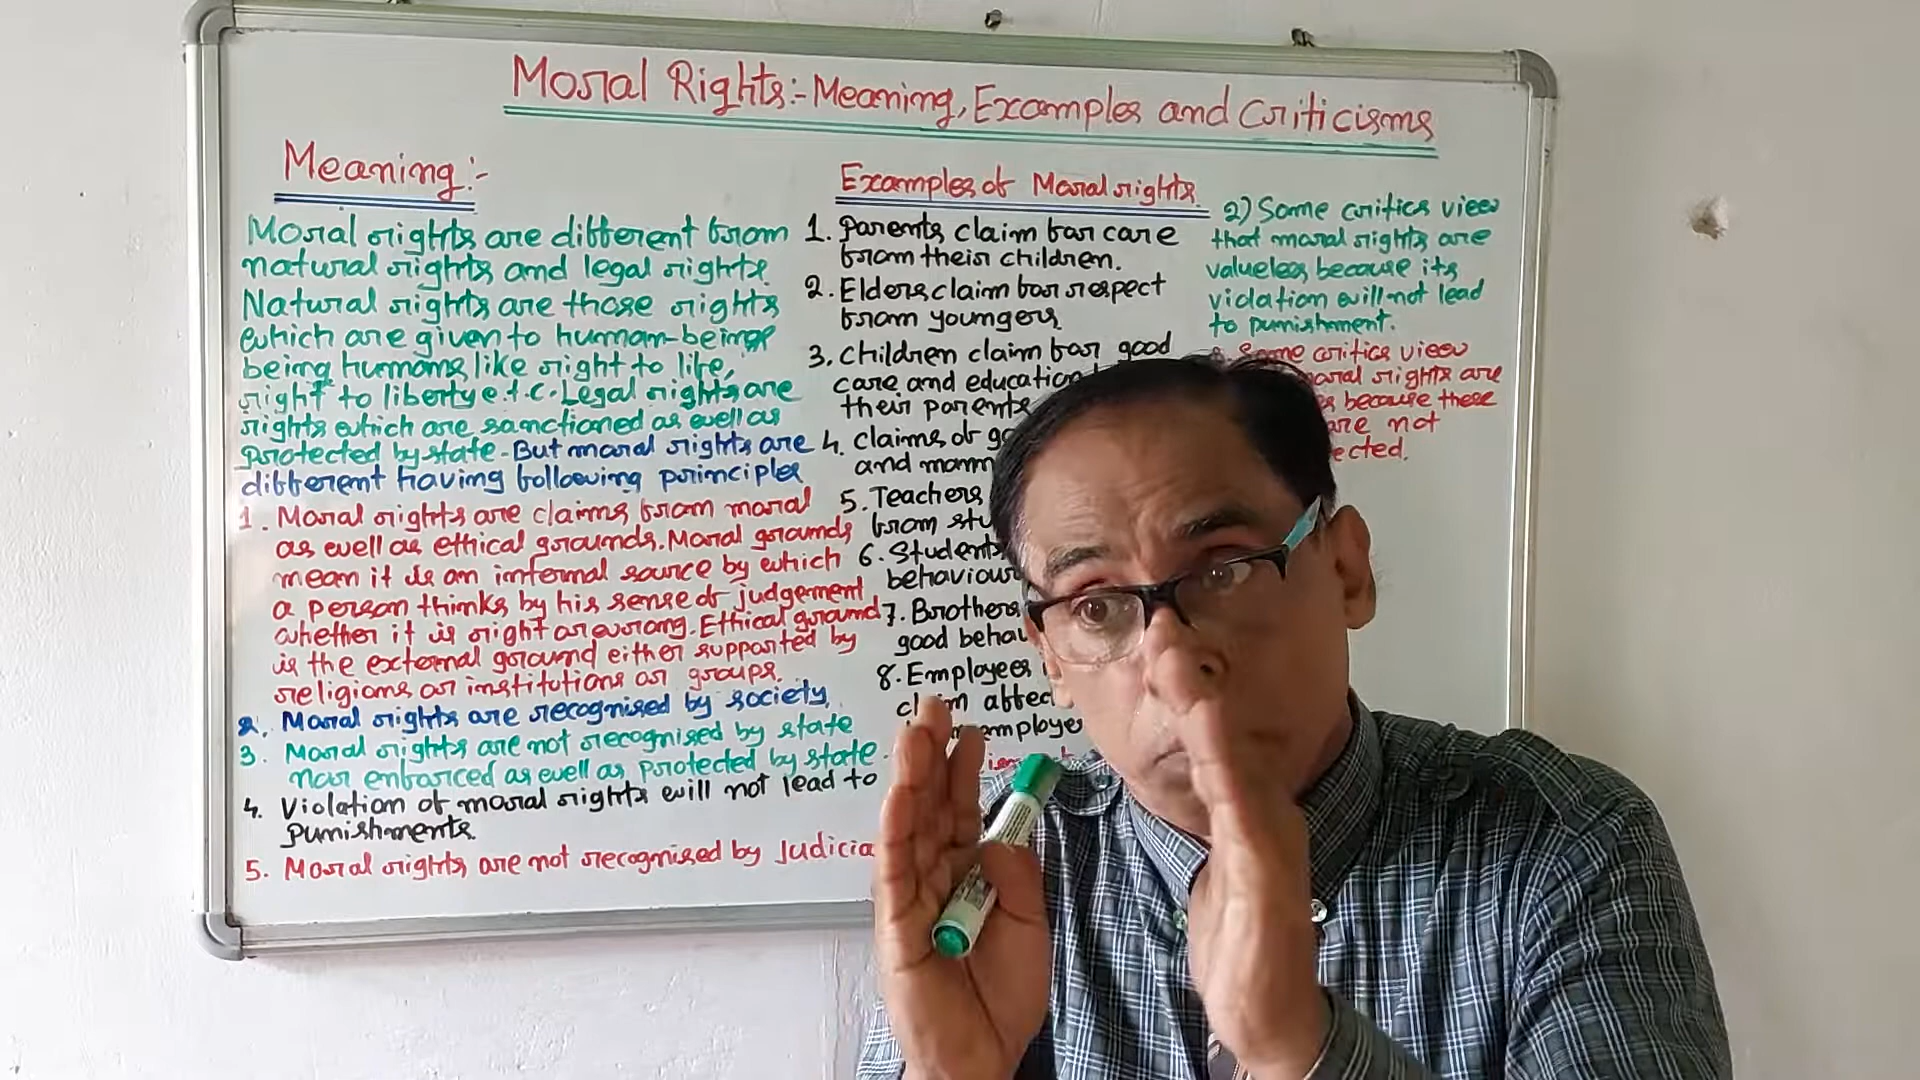 Moral Rights:- Meaning, Examples and Criticisms
Meaning:-
Moral rights are different from
natural rights and legal rights.
Natural rights are those rights
which are given to human-beings
being humans, like right to life,
right to liberty e.t.c. Legal rights are
rights which are sanctioned as well as
protected by state. But moral rights are
different having following principles
1. Moral rights are claims from moral
as well as ethical grounds. Moral grounds
mean it is an internal source by which
a person thinks by his sense of judgement
whether it is right or wrong. Ethical ground
is the external ground either supported by
religions or institutions or groups.
2. Moral rights are recognised by society.
3. Moral rights are not recognised by state
nor enforced as well as protected by state.
4. Violation of moral rights will not lead to
punishments.
5. Moral rights are not recognised by
Examples of Moral rights
1. Parents claim for care
from their children.
2. Elders claim for respect
from youngers.
3. Children claim for good
care and education
their parents
4. Claims of
and
5. Teachers
from
6. Students
behaviour
7. Brothers
good
8. Employees
claim
2) Some critics view
that moral rights are
valueless because its
violation will not lead
to punishment.
Some critics view
moral rights are
because these
are not